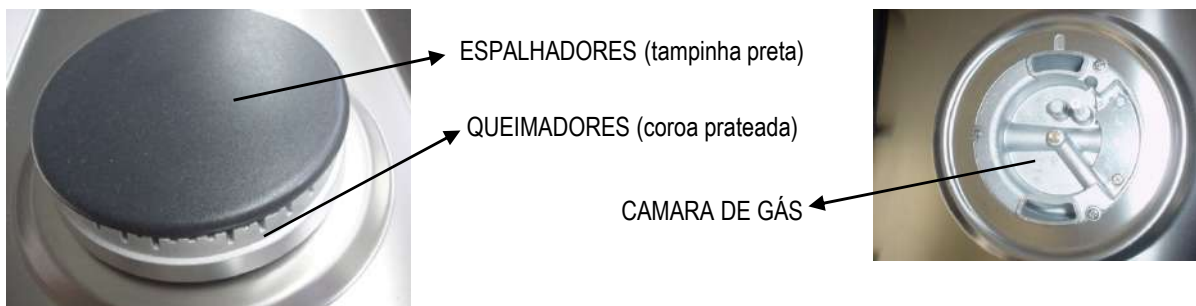 ESPALHADORES (tampinha preta)
QUEIMADORES (coroa prateada)
CAMARA DE GÁS